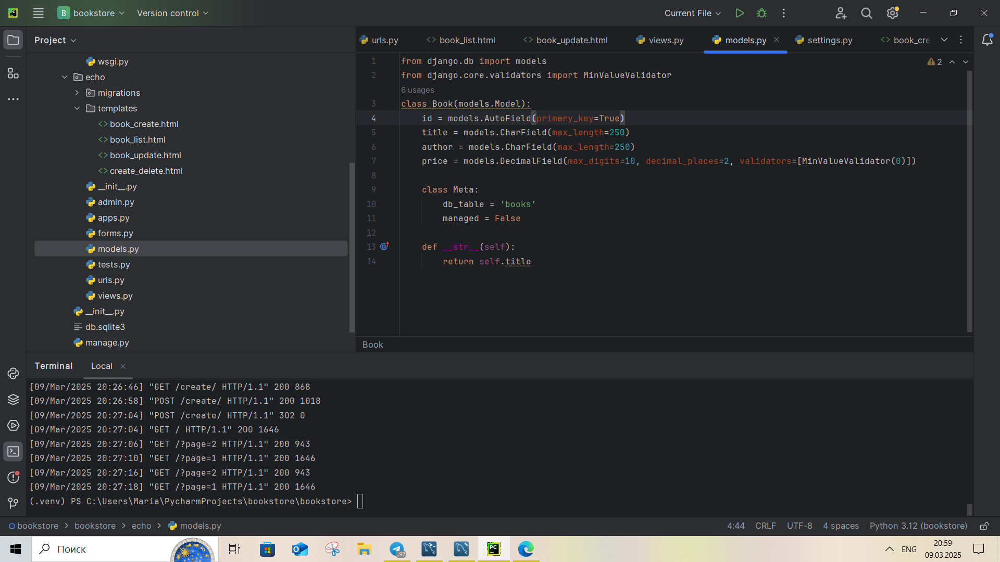 B bookstore Version control Current File
Project
wsgi.py
echo
migrations
templates
<> book_create.html
<> book_list.html
<> book_update.html
<> create_delete.html
__init__.py
admin.py
apps.py
forms.py
models.py
tests.py
urls.py
views.py
__init__.py
db.sqlite3
manage.py
urls.py <> book_list.html <> book_update.html views.py models.py settings.py <> book_cre
2
1 from django.db import models
2 from django.core.validators import MinValueValidator
6 usages
3 class Book(models.Model):
4 id = models.AutoField(primary_key=True)
5 title = models.CharField(max_length=250)
6 author = models.CharField(max_length=250)
7 price = models.DecimalField(max_digits=10, decimal_places=2, validators=[MinValueValidator(0)])
8
9 class Meta:
10 db_table = 'books'
11 managed = False
12
13 def __str__(self):
14 return self.title
Book
Terminal Local
[09/Mar/2025 20:26:46] "GET /create/ HTTP/1.1" 200 868
[09/Mar/2025 20:26:58] "POST /create/ HTTP/1.1" 200 1018
[09/Mar/2025 20:27:04] "POST /create/ HTTP/1.1" 302 0
[09/Mar/2025 20:27:04] "GET / HTTP/1.1" 200 1646
[09/Mar/2025 20:27:06] "GET /?page=2 HTTP/1.1" 200 943
[09/Mar/2025 20:27:10] "GET /?page=1 HTTP/1.1" 200 1646
[09/Mar/2025 20:27:16] "GET /?page=2 HTTP/1.1" 200 943
[09/Mar/2025 20:27:18] "GET /?page=1 HTTP/1.1" 200 1646
(.venv) PS C:\Users\Maria\PycharmProjects\bookstore\bookstore>
bookstore > bookstore > echo > models.py 4:44 CRLF UTF-8 4 spaces Python 3.12 (bookstore)
Поиск
.97
PC
ENG
20:59
09.03.2025